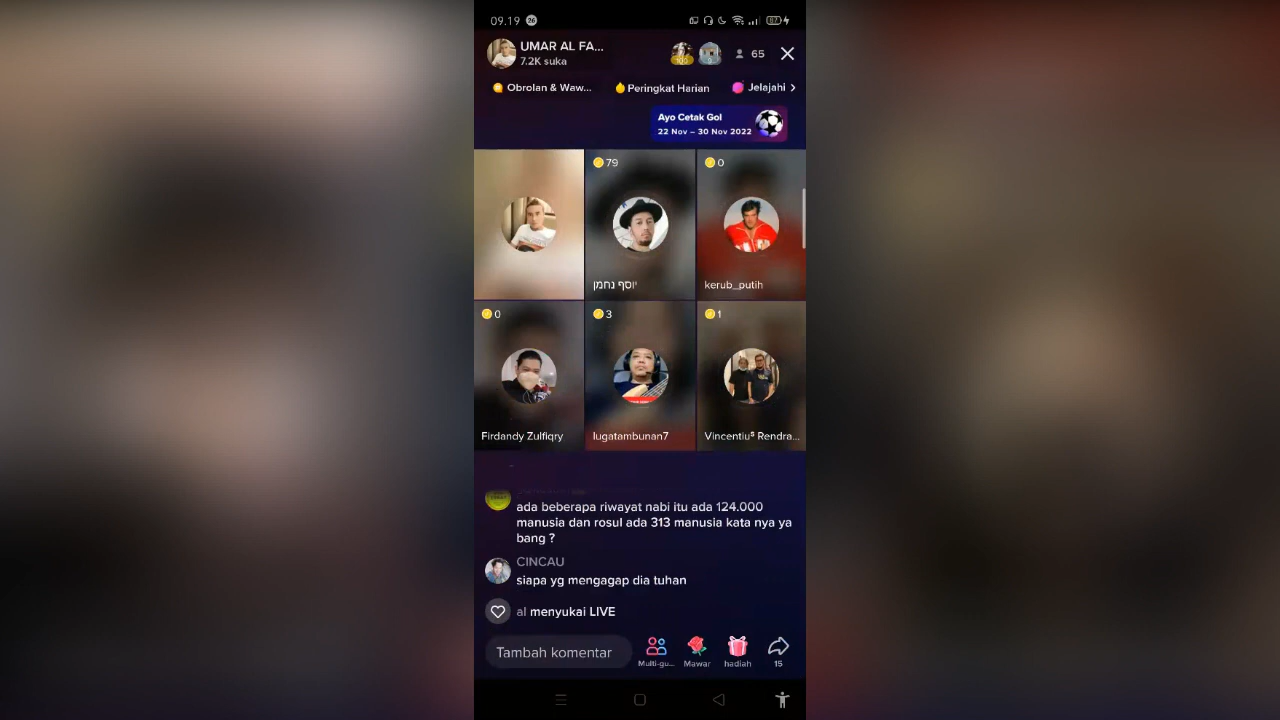 09.19 26
87
UMAR AL FA...
7.2K suka
100
65
Obrolan & Waw...
Peringkat Harian
Jelajahi
Ayo Cetak Gol
22 Nov – 30 Nov 2022
79
0
יוסף נחמן
kerub_putih
0
3
1
Firdandy Zulfiqry
lugatambunan7
Vincentiuˢ Rendra...
ada beberapa riwayat nabi itu ada 124.000
manusia dan rosul ada 313 manusia kata nya ya
bang ?
CINCAU
siapa yg mengagap dia tuhan
al menyukai LIVE
Tambah komentar
Multi-gu...
Mawar
hadiah
15